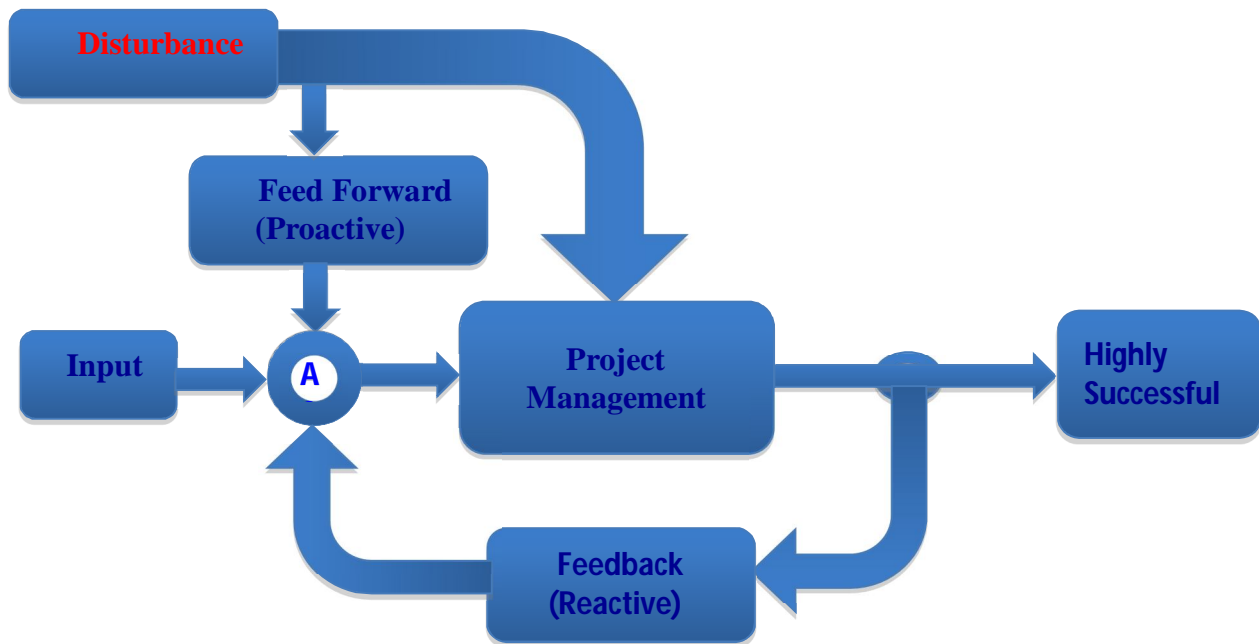 Disturbance
Feed Forward
(Proactive)
Input
A
Project
Management
Highly
Successful
Feedback
(Reactive)